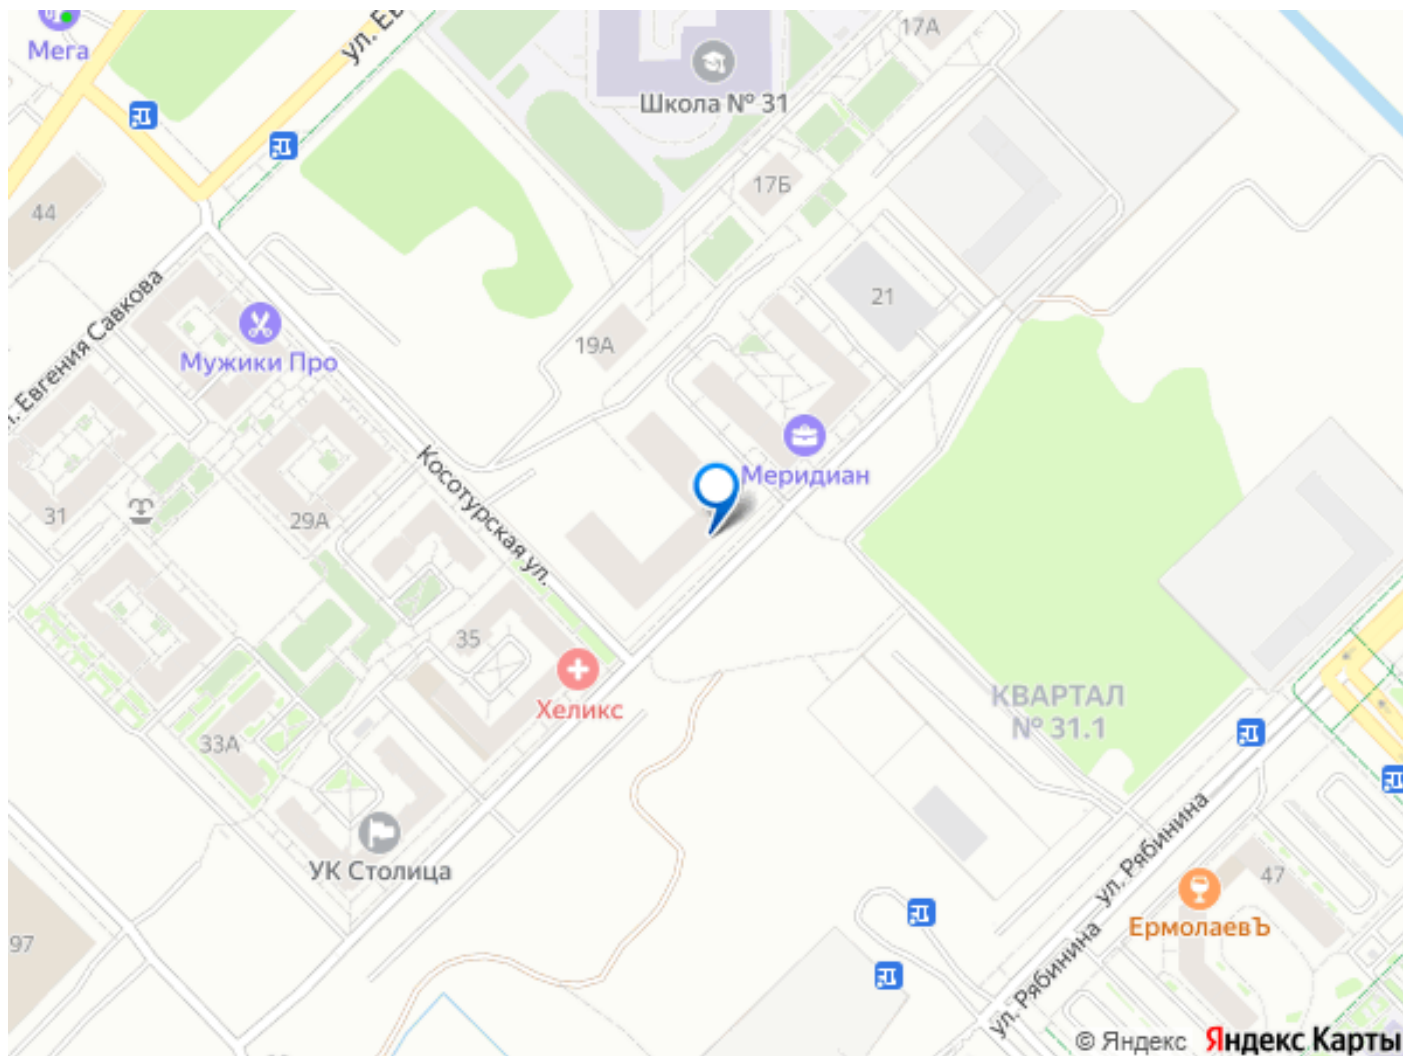 Мега
ул. Ев
17А
Школа № 31
17Б
44
21
19А
Мужики Про
л. Евгения Савкова
Меридиан
Косотурская ул.
31
29А
35
Хеликс
КВАРТАЛ
№ 31.1
33А
УК Столица
ул. Рябинина
47
ЕрмолаевЪ
97
ул. Рябинина
© Яндекс Яндекс Карты